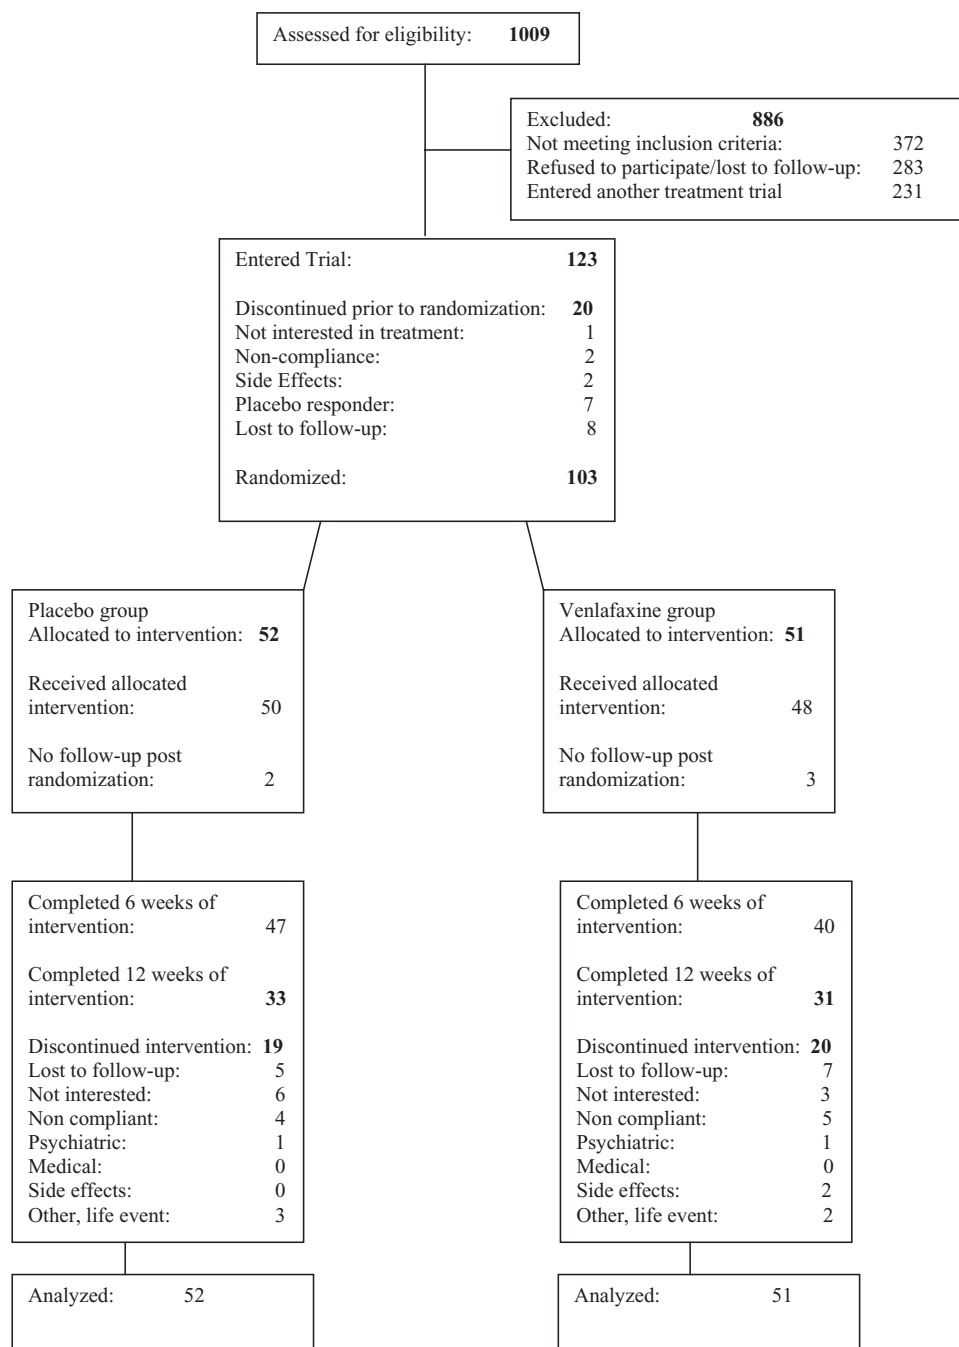 Assessed for eligibility: 1009
Excluded: 886
Not meeting inclusion criteria: 372
Refused to participate/lost to follow-up: 283
Entered another treatment trial 231
Entered Trial: 123
Discontinued prior to randomization: 20
Not interested in treatment: 1
Non-compliance: 2
Side Effects: 2
Placebo responder: 7
Lost to follow-up: 8
Randomized: 103
Placebo group
Allocated to intervention: 52
Received allocated
intervention: 50
No follow-up post
randomization: 2
Venlafaxine group
Allocated to intervention: 51
Received allocated
intervention: 48
No follow-up post
randomization: 3
Completed 6 weeks of
intervention: 47
Completed 12 weeks of
intervention: 33
Discontinued intervention: 19
Lost to follow-up: 5
Not interested: 6
Non compliant: 4
Psychiatric: 1
Medical: 0
Side effects: 0
Other, life event: 3
Completed 6 weeks of
intervention: 40
Completed 12 weeks of
intervention: 31
Discontinued intervention: 20
Lost to follow-up: 7
Not interested: 3
Non compliant: 5
Psychiatric: 1
Medical: 0
Side effects: 2
Other, life event: 2
Analyzed: 52
Analyzed: 51